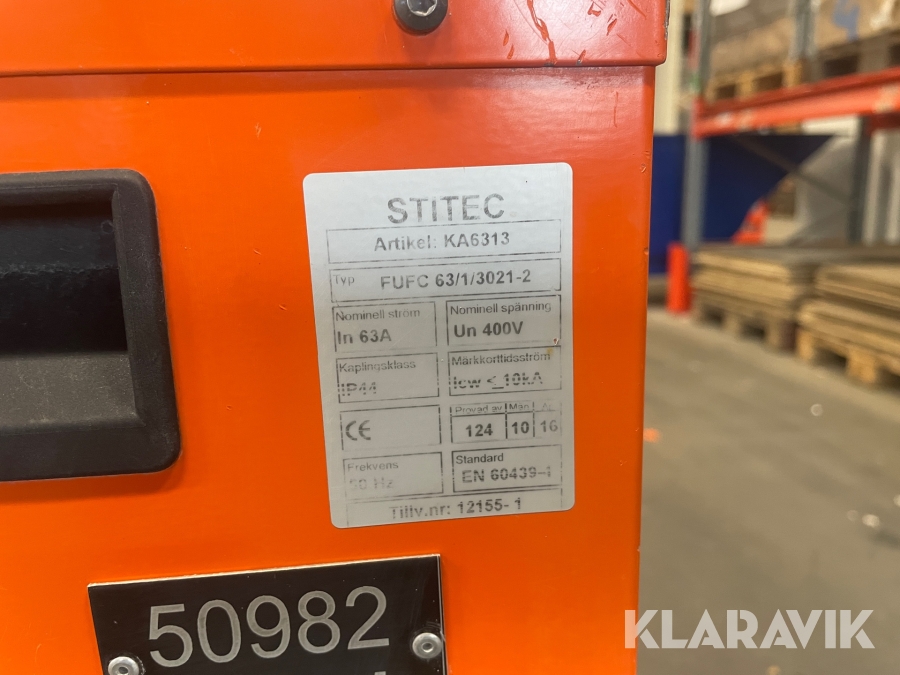 STITEC
Artikel: KA6313
Typ FUFC 63/1/3021-2
Nominell ström Nominell spänning
In 63A Un 400V
Kaplingsklass Märkkorttidsström
IP44 Icw < 10kA
CE Provad av Mån ÅR
124 10 16
Frekvens Standard
50 Hz EN 60439-1
Tillv.nr: 12155- 1
50982
KLARAVIK